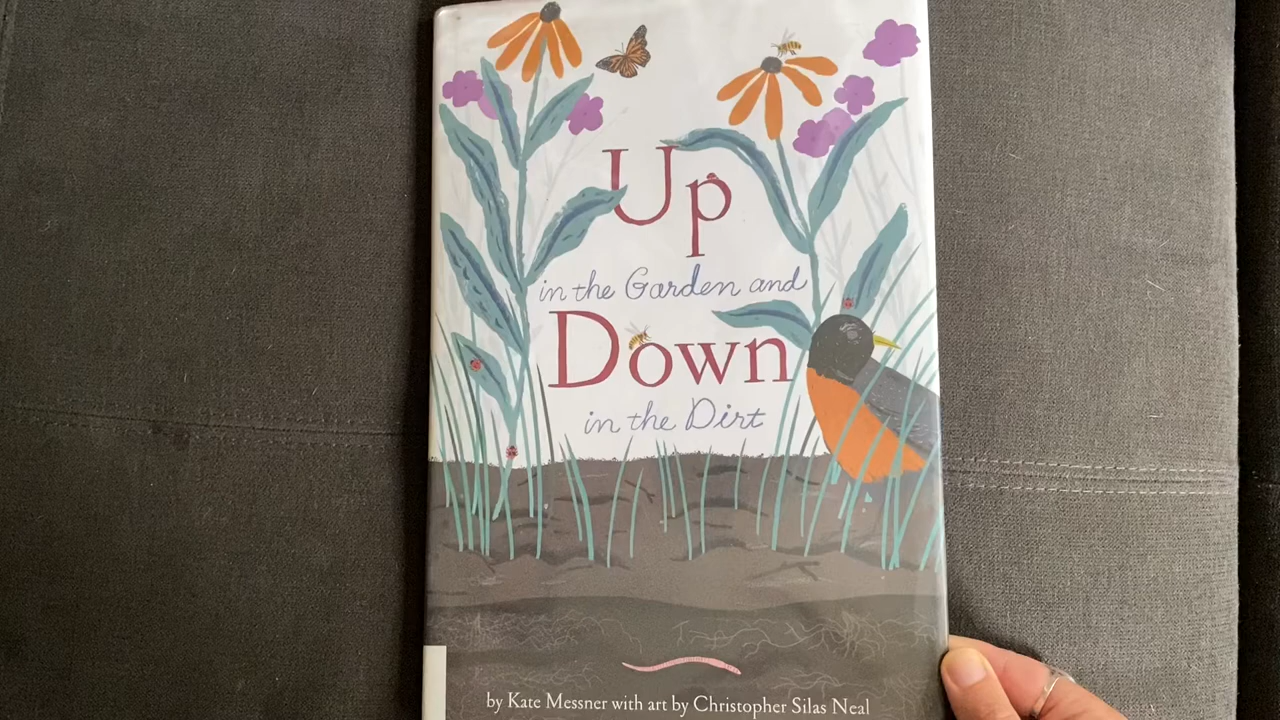 Up
in the Garden and
Down
in the Dirt
by Kate Messner with art by Christopher Silas Neal